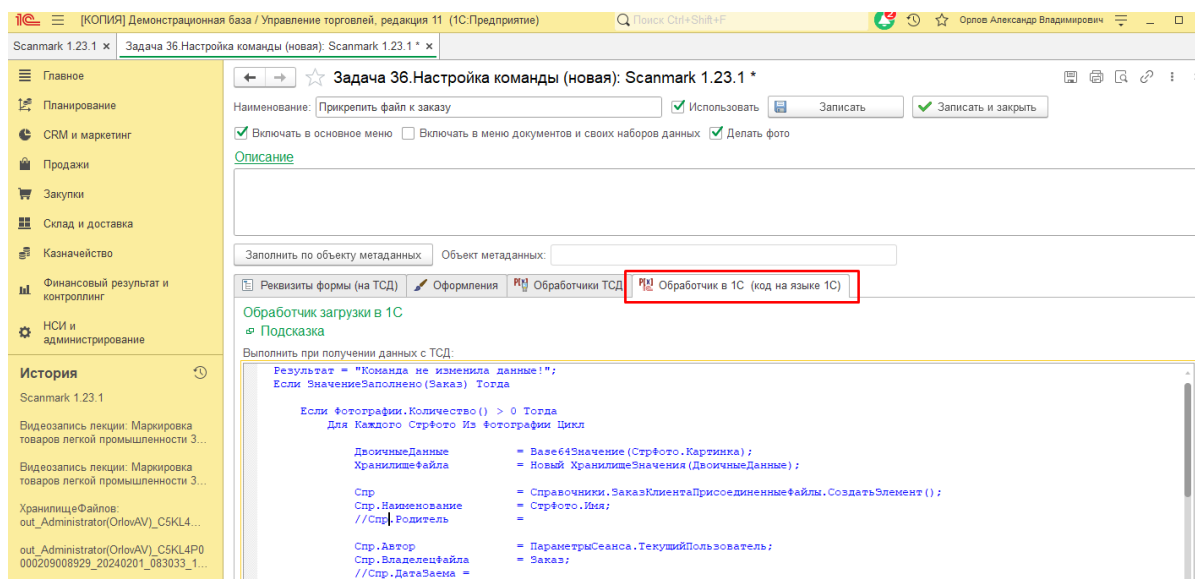 [КОПИЯ] Демонстрационная база / Управление торговлей, редакция 11 (1С:Предприятие)
Поиск Ctrl+Shift+F
Орлов Александр Владимирович
Scanmark 1.23.1 ×
Задача 36.Настройка команды (новая): Scanmark 1.23.1 * ×
Главное
Планирование
CRM и маркетинг
Продажи
Закупки
Склад и доставка
Казначейство
Финансовый результат и
контроллинг
НСИ и
администрирование
История
Scanmark 1.23.1
Видеозапись лекции: Маркировка
товаров легкой промышленности 3...
Видеозапись лекции: Маркировка
товаров легкой промышленности 3...
ХранилищеФайлов:
out_Administrator(OrlovAV)_C5KL4...
out_Administrator(OrlovAV)_C5KL4P0
000209008929_20240201_083033_1...
Задача 36.Настройка команды (новая): Scanmark 1.23.1 *
Наименование: Прикрепить файл к заказу
Использовать
Записать
Записать и закрыть
Включать в основное меню
Включать в меню документов и своих наборов данных
Делать фото
Описание
Заполнить по объекту метаданных
Объект метаданных:
Реквизиты формы (на ТСД)
Оформления
Обработчики ТСД
Обработчик в 1С (код на языке 1С)
Обработчик загрузки в 1С
Подсказка
Выполнить при получении данных с ТСД:
Результат = "Команда не изменила данные!";
Если ЗначениеЗаполнено(Заказ) Тогда
Если Фотографии.Количество() > 0 Тогда
Для Каждого СтрФото Из Фотографии Цикл
ДвоичныеДанные = Base64Значение(СтрФото.Картинка);
ХранилищеФайла = Новый ХранилищеЗначения(ДвоичныеДанные);
Спр = Справочники.ЗаказКлиентаПрисоединенныеФайлы.СоздатьЭлемент();
Спр.Наименование = СтрФото.Имя;
//Спр.Родитель =
Спр.Автор = ПараметрыСеанса.ТекущийПользователь;
Спр.ВладелецФайла = Заказ;
//Спр.ДатаЗаема =